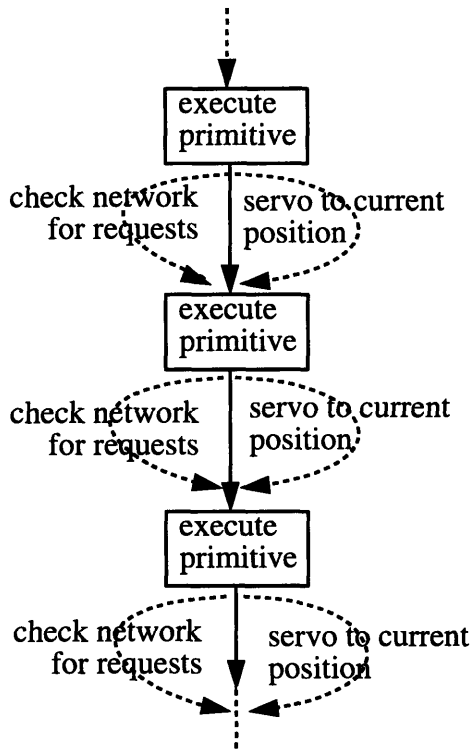 execute
primitive
check network
for requests
servo to current
position
execute
primitive
check network
for requests
servo to current
position
execute
primitive
check network
for requests
servo to current
position